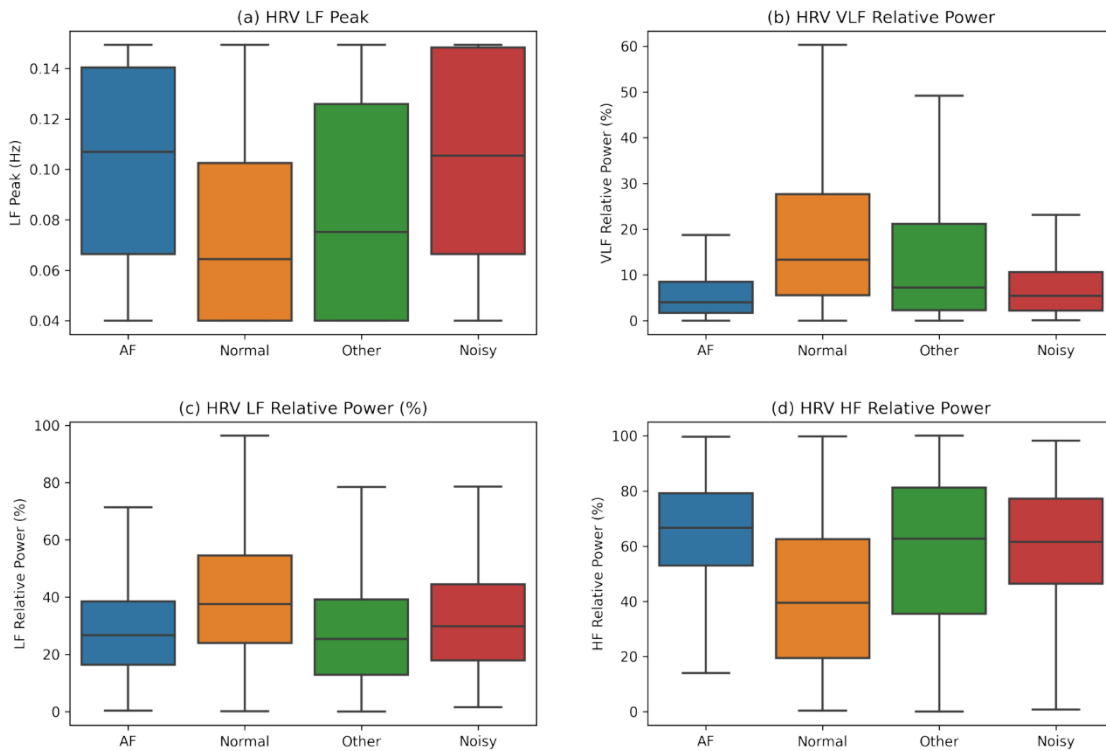 (a) HRV LF Peak
LF Peak (Hz)
0.14
0.12
0.10
0.08
0.06
0.04
AF Normal Other Noisy
(b) HRV VLF Relative Power
VLF Relative Power (%)
60
50
40
30
20
10
0
AF Normal Other Noisy
(c) HRV LF Relative Power (%)
LF Relative Power (%)
100
80
60
40
20
0
AF Normal Other Noisy
(d) HRV HF Relative Power
HF Relative Power (%)
100
80
60
40
20
0
AF Normal Other Noisy